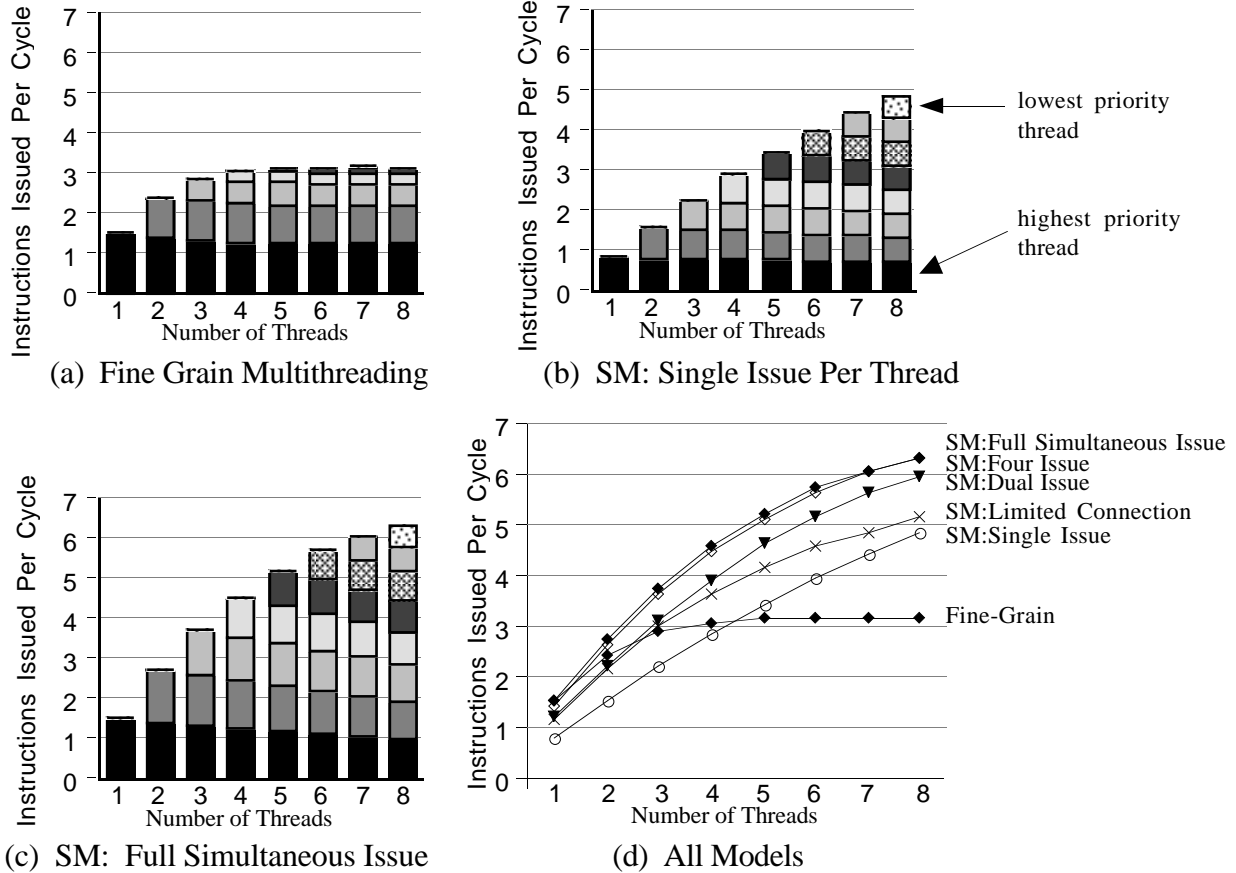 7
6
5
4
3
2
1
0
Instructions Issued Per Cycle
1 2 3 4 5 6 7 8
Number of Threads
(a) Fine Grain Multithreading
7
6
5
4
3
2
1
0
Instructions Issued Per Cycle
1 2 3 4 5 6 7 8
Number of Threads
lowest priority
thread
highest priority
thread
(b) SM: Single Issue Per Thread
7
6
5
4
3
2
1
0
Instructions Issued Per Cycle
1 2 3 4 5 6 7 8
Number of Threads
(c) SM: Full Simultaneous Issue
7
6
5
4
3
2
1
0
Instructions Issued Per Cycle
1 2 3 4 5 6 7 8
Number of Threads
SM:Full Simultaneous Issue
SM:Four Issue
SM:Dual Issue
SM:Limited Connection
SM:Single Issue
Fine-Grain
(d) All Models